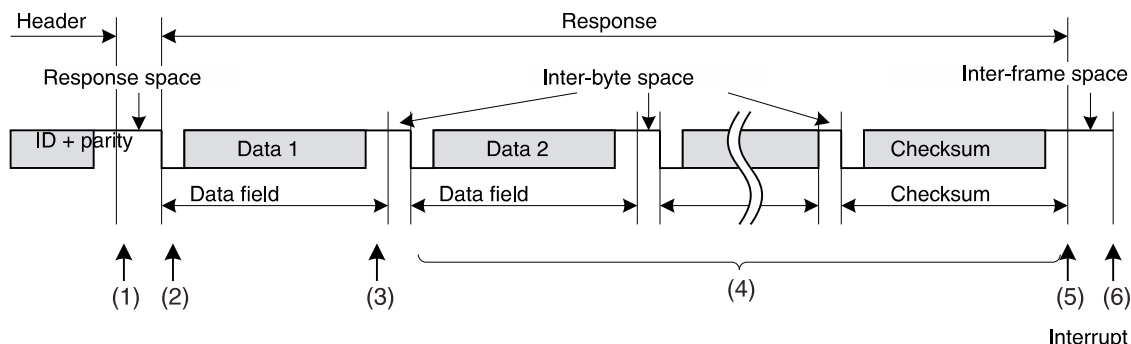 Header
Response
Response space
Inter-byte space
Inter-frame space
ID + parity
Data 1
Data 2
Checksum
Data field
Data field
Checksum
(1)
(2)
(3)
(4)
(5)
(6)
Interrupt